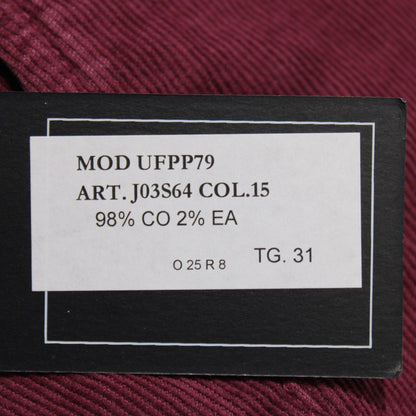 MOD UFPP79
ART. J03S64 COL.15
98% CO 2% EA
O 25 R 8 TG. 31